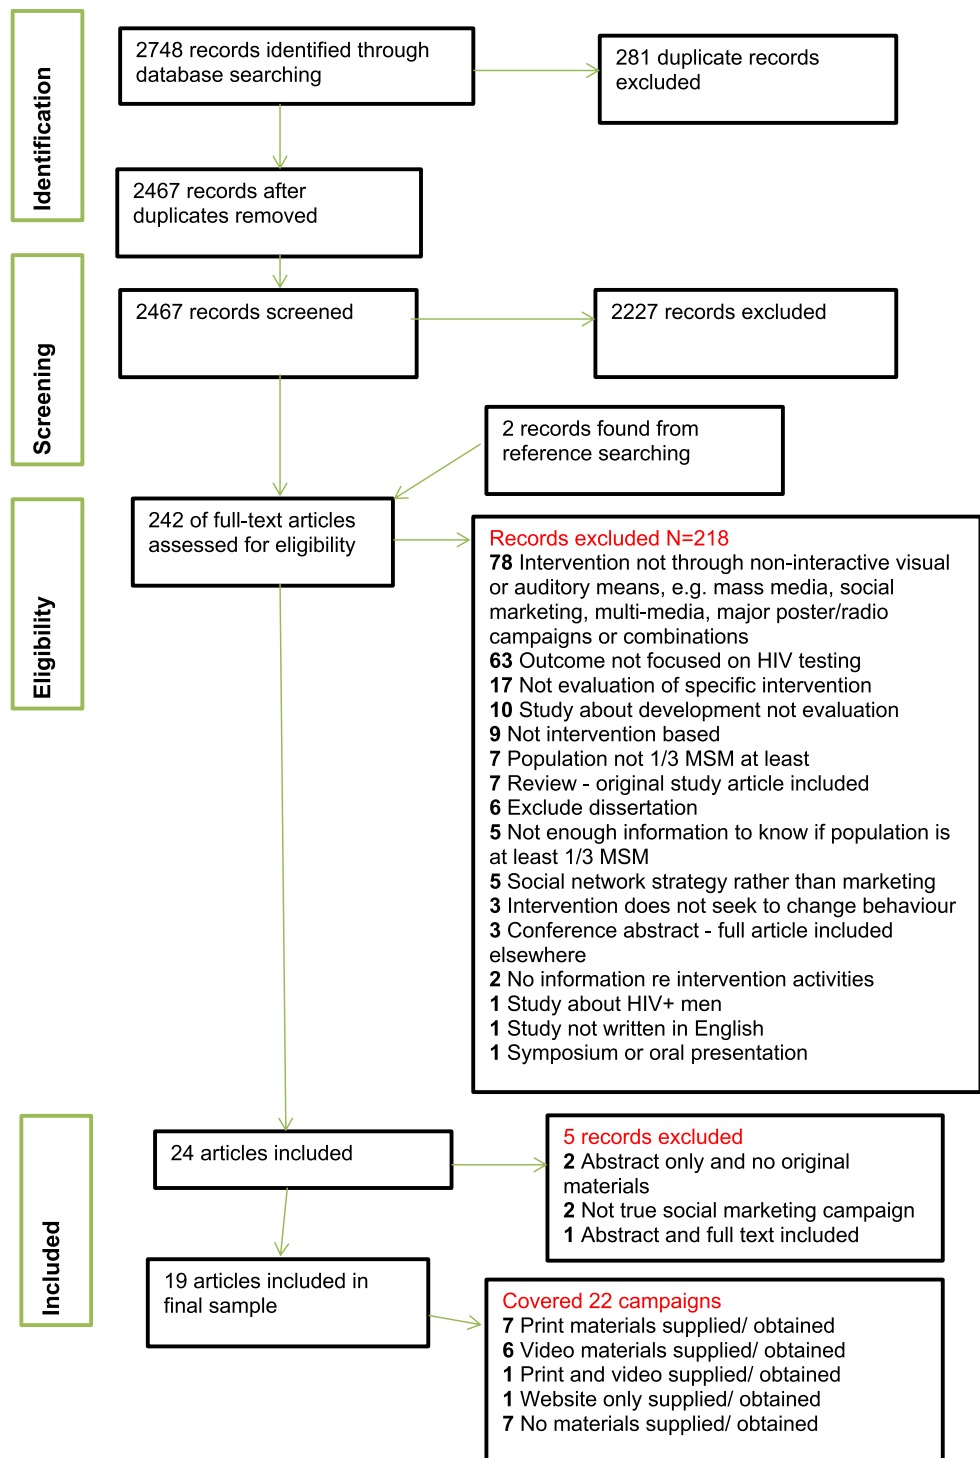 Identification
2748 records identified through
database searching
281 duplicate records
excluded
2467 records after
duplicates removed
Screening
2467 records screened
2227 records excluded
2 records found from
reference searching
Eligibility
242 of full-text articles
assessed for eligibility
Records excluded N=218
78 Intervention not through non-interactive visual
or auditory means, e.g. mass media, social
marketing, multi-media, major poster/radio
campaigns or combinations
63 Outcome not focused on HIV testing
17 Not evaluation of specific intervention
10 Study about development not evaluation
9 Not intervention based
7 Population not 1/3 MSM at least
7 Review - original study article included
6 Exclude dissertation
5 Not enough information to know if population is
at least 1/3 MSM
5 Social network strategy rather than marketing
3 Intervention does not seek to change behaviour
3 Conference abstract - full article included
elsewhere
2 No information re intervention activities
1 Study about HIV+ men
1 Study not written in English
1 Symposium or oral presentation
Included
24 articles included
5 records excluded
2 Abstract only and no original
materials
2 Not true social marketing campaign
1 Abstract and full text included
19 articles included in
final sample
Covered 22 campaigns
7 Print materials supplied/ obtained
6 Video materials supplied/ obtained
1 Print and video supplied/ obtained
1 Website only supplied/ obtained
7 No materials supplied/ obtained